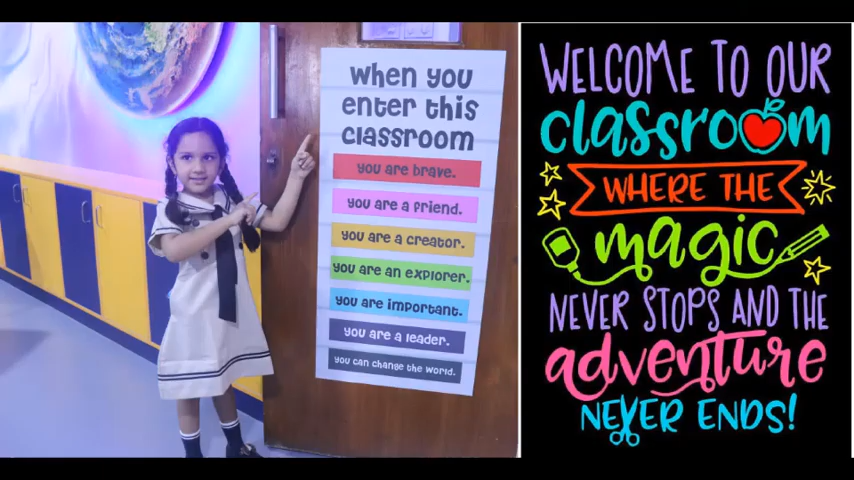 when you
enter this
classroom
you are brave.
you are a friend.
you are a creator.
you are an explorer.
you are important.
you are a leader.
you can change the world.
WELCOME TO OUR
classroom
WHERE THE
magic
NEVER STOPS AND THE
adventure
NEVER ENDS!